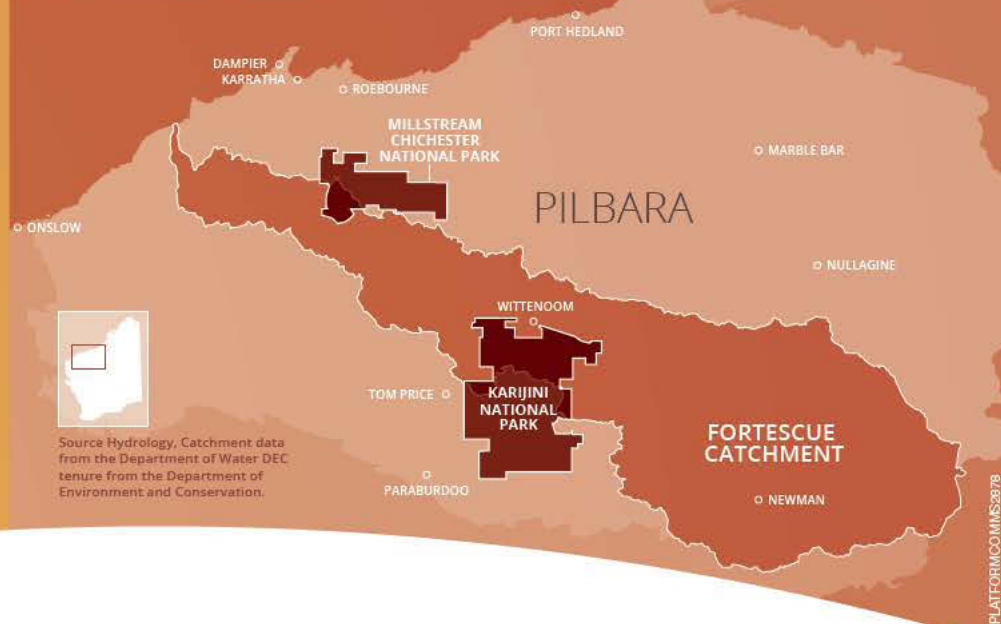 PORT HEDLAND
DAMPIER
KARRATHA
ROEBOURNE
MILLSTREAM
CHICHESTER
NATIONAL PARK
MARBLE BAR
PILBARA
ONSLOW
NULLAGINE
WITTENOOM
TOM PRICE
KARIJINI
NATIONAL
PARK
FORTESCUE
CATCHMENT
Source Hydrology, Catchment data
from the Department of Water DEC
tenure from the Department of
Environment and Conservation.
PARABURDOO
NEWMAN
PLATFORMCOMMS2878